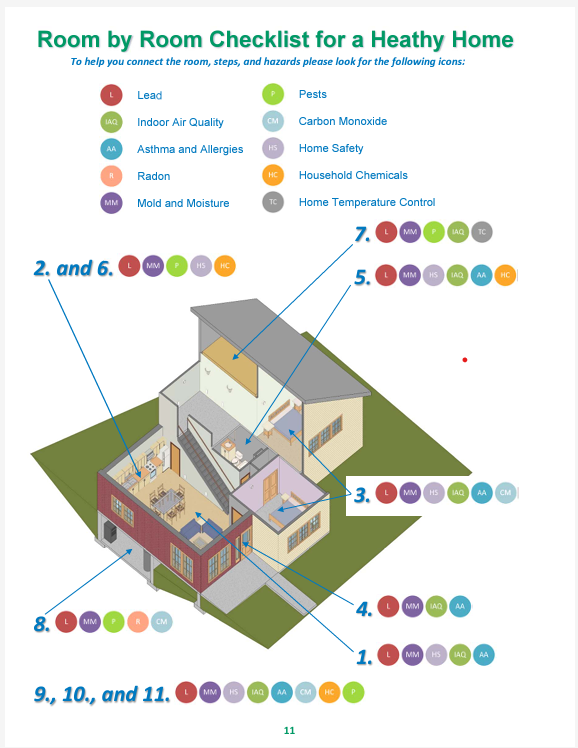 Room by Room Checklist for a Heathy Home
To help you connect the room, steps, and hazards please look for the following icons:
L Lead
P Pests
IAQ Indoor Air Quality
CM Carbon Monoxide
AA Asthma and Allergies
HS Home Safety
R Radon
HC Household Chemicals
MM Mold and Moisture
TC Home Temperature Control
7. L MM P IAQ TC
2. and 6. L MM P HS HC
5. L MM HS IAQ AA HC
3. L MM HS IAQ AA CM
4. L MM IAQ AA
8. L MM P R CM
1. L MM HS IAQ AA
9., 10., and 11. L MM HS IAQ AA CM HC P
11